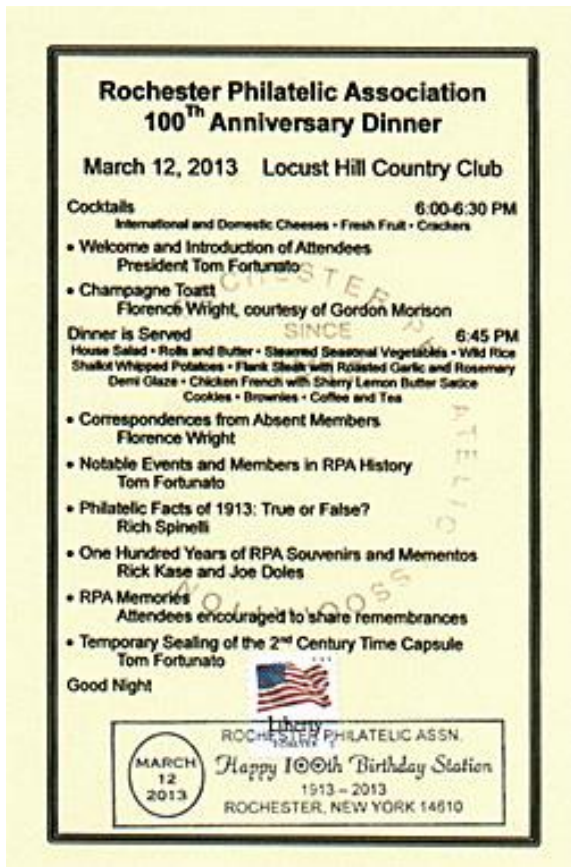 Rochester Philatelic Association
100Th Anniversary Dinner
March 12, 2013 Locust Hill Country Club
Cocktails 6:00-6:30 PM
International and Domestic Cheeses • Fresh Fruit • Crackers
• Welcome and Introduction of Attendees
President Tom Fortunato
• Champagne Toast
Florence Wright, courtesy of Gordon Morison
Dinner is Served 6:45 PM
House Salad • Rolls and Butter • Steamed Seasonal Vegetables • Wild Rice
Shallot Whipped Potatoes • Flank Steak with Roasted Garlic and Rosemary
Demi Glaze • Chicken French with Sherry Lemon Butter Sauce
Cookies • Brownies • Coffee and Tea
• Correspondences from Absent Members
Florence Wright
• Notable Events and Members in RPA History
Tom Fortunato
• Philatelic Facts of 1913: True or False?
Rich Spinelli
• One Hundred Years of RPA Souvenirs and Mementos
Rick Kase and Joe Doles
• RPA Memories
Attendees encouraged to share remembrances
• Temporary Sealing of the 2nd Century Time Capsule
Tom Fortunato
Good Night
SINCE
Liberty
FOREVER
MARCH
12
2013
ROCHESTER PHILATELIC ASSN.
Happy 100th Birthday Station
1913 – 2013
ROCHESTER, NEW YORK 14610